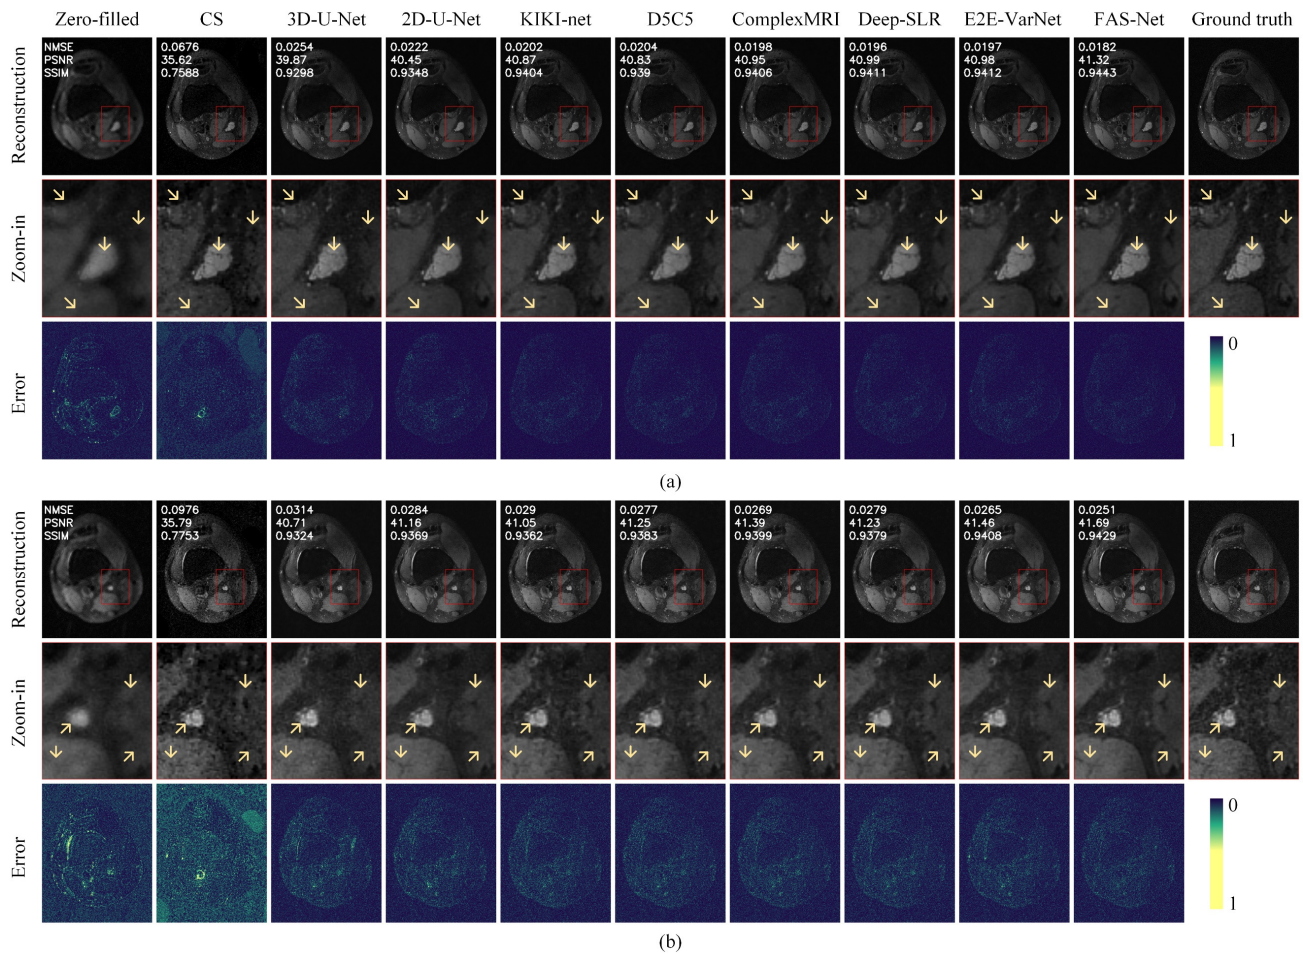 Zero-filled CS 3D-U-Net 2D-U-Net KIKI-net D5C5 ComplexMRI Deep-SLR E2E-VarNet FAS-Net Ground truth
Reconstruction
NMSE 0.0676 0.0254 0.0222 0.0202 0.0204 0.0198 0.0196 0.0197 0.0182
PSNR 35.62 39.87 40.45 40.87 40.83 40.95 40.99 40.98 41.32
SSIM 0.7588 0.9298 0.9348 0.9404 0.939 0.9406 0.9411 0.9412 0.9443
Zoom-in
Error
0
1
(a)
Reconstruction
NMSE 0.0976 0.0314 0.0284 0.029 0.0277 0.0269 0.0279 0.0265 0.0251
PSNR 35.79 40.71 41.16 41.05 41.25 41.39 41.23 41.46 41.69
SSIM 0.7753 0.9324 0.9369 0.9362 0.9383 0.9399 0.9379 0.9408 0.9429
Zoom-in
Error
0
1
(b)